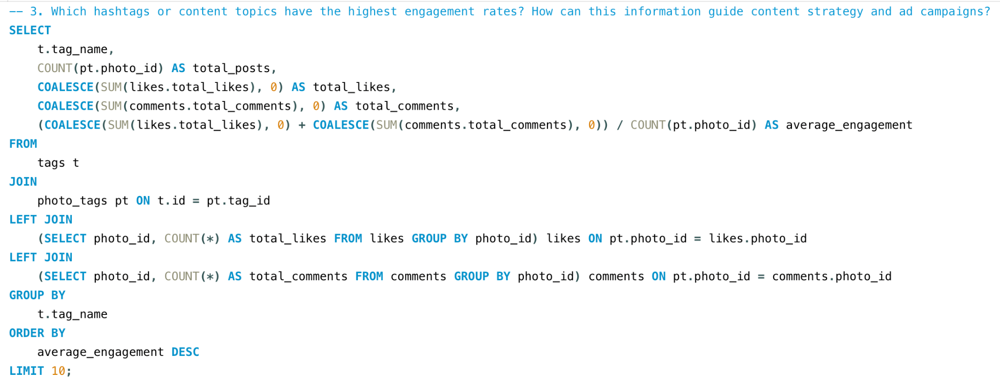 -- 3. Which hashtags or content topics have the highest engagement rates? How can this information guide content strategy and ad campaigns?
SELECT
    t.tag_name,
    COUNT(pt.photo_id) AS total_posts,
    COALESCE(SUM(likes.total_likes), 0) AS total_likes,
    COALESCE(SUM(comments.total_comments), 0) AS total_comments,
    (COALESCE(SUM(likes.total_likes), 0) + COALESCE(SUM(comments.total_comments), 0)) / COUNT(pt.photo_id) AS average_engagement
FROM
    tags t
JOIN
    photo_tags pt ON t.id = pt.tag_id
LEFT JOIN
    (SELECT photo_id, COUNT(*) AS total_likes FROM likes GROUP BY photo_id) likes ON pt.photo_id = likes.photo_id
LEFT JOIN
    (SELECT photo_id, COUNT(*) AS total_comments FROM comments GROUP BY photo_id) comments ON pt.photo_id = comments.photo_id
GROUP BY
    t.tag_name
ORDER BY
    average_engagement DESC
LIMIT 10;